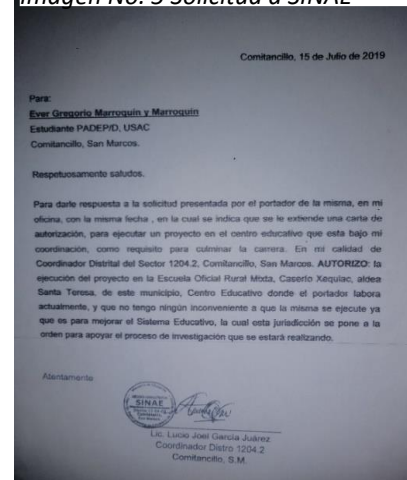 Imagen No. 5 Solicitud a SINAE
Comitancillo, 15 de Julio de 2019
Para:
Ever Gregorio Marroquin y Marroquin
Estudiante PADEP/D, USAC
Comitancillo, San Marcos.
Respetuosamente saludos.
Para darle respuesta a la solicitud presentada por el portador de la misma, en mi
oficina, con la misma fecha , en la cual se indica que se le extiende una carta de
autorización, para ejecutar un proyecto en el centro educativo que esta bajo mi
coordinación, como requisito para culminar la carrera. En mi calidad de
Coordinador Distrital del Sector 1204.2, Comitancillo, San Marcos. AUTORIZO: la
ejecución del proyecto en la Escuela Oficial Rural Mixta, Caserío Xequiac, aldea
Santa Teresa, de este municipio, Centro Educativo donde el portador labora
actualmente, y que no tengo ningún inconveniente a que la misma se ejecute ya
que es para mejorar el Sistema Educativo, la cual esta jurisdicción se pone a la
orden para apoyar el proceso de investigación que se estará realizando.
Atentamente
SINAE
Lic. Lucio Joel García Juárez
Coordinador Distro 1204.2
Comitancillo, S.M.